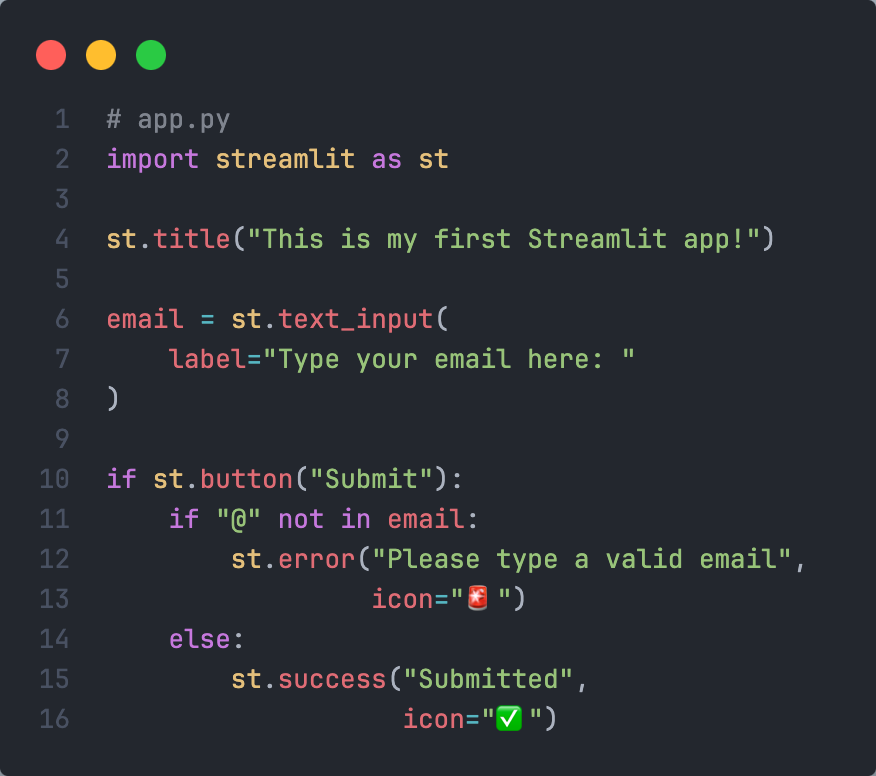 1 # app.py
2 import streamlit as st
3
4 st.title("This is my first Streamlit app!")
5
6 email = st.text_input(
7     label="Type your email here: "
8 )
9
10 if st.button("Submit"):
11     if "@" not in email:
12         st.error("Please type a valid email",
13                  icon="🚨")
14     else:
15         st.success("Submitted",
16                    icon="✅")